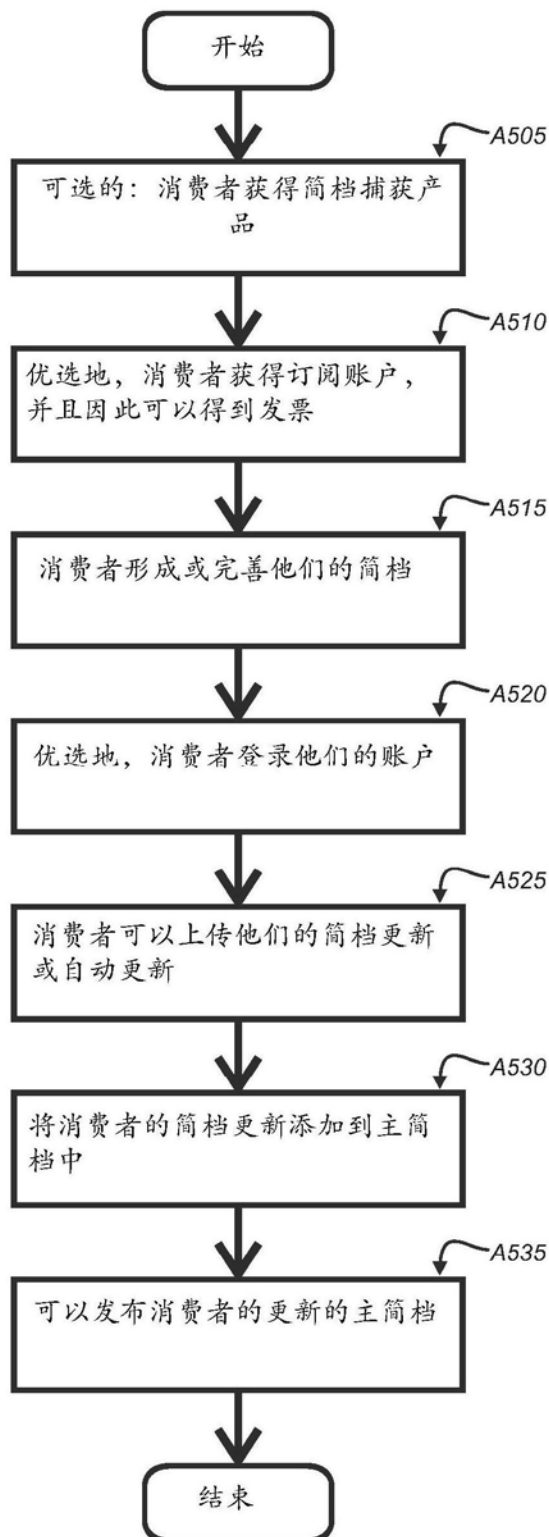 开始
A505
可选的：消费者获得简档捕获产
品
A510
优选地，消费者获得订阅账户，
并且因此可以得到发票
A515
消费者形成或完善他们的简档
A520
优选地，消费者登录他们的账户
A525
消费者可以上传他们的简档更新
或自动更新
A530
将消费者的简档更新添加到主简
档中
A535
可以发布消费者的更新的主简档
结束